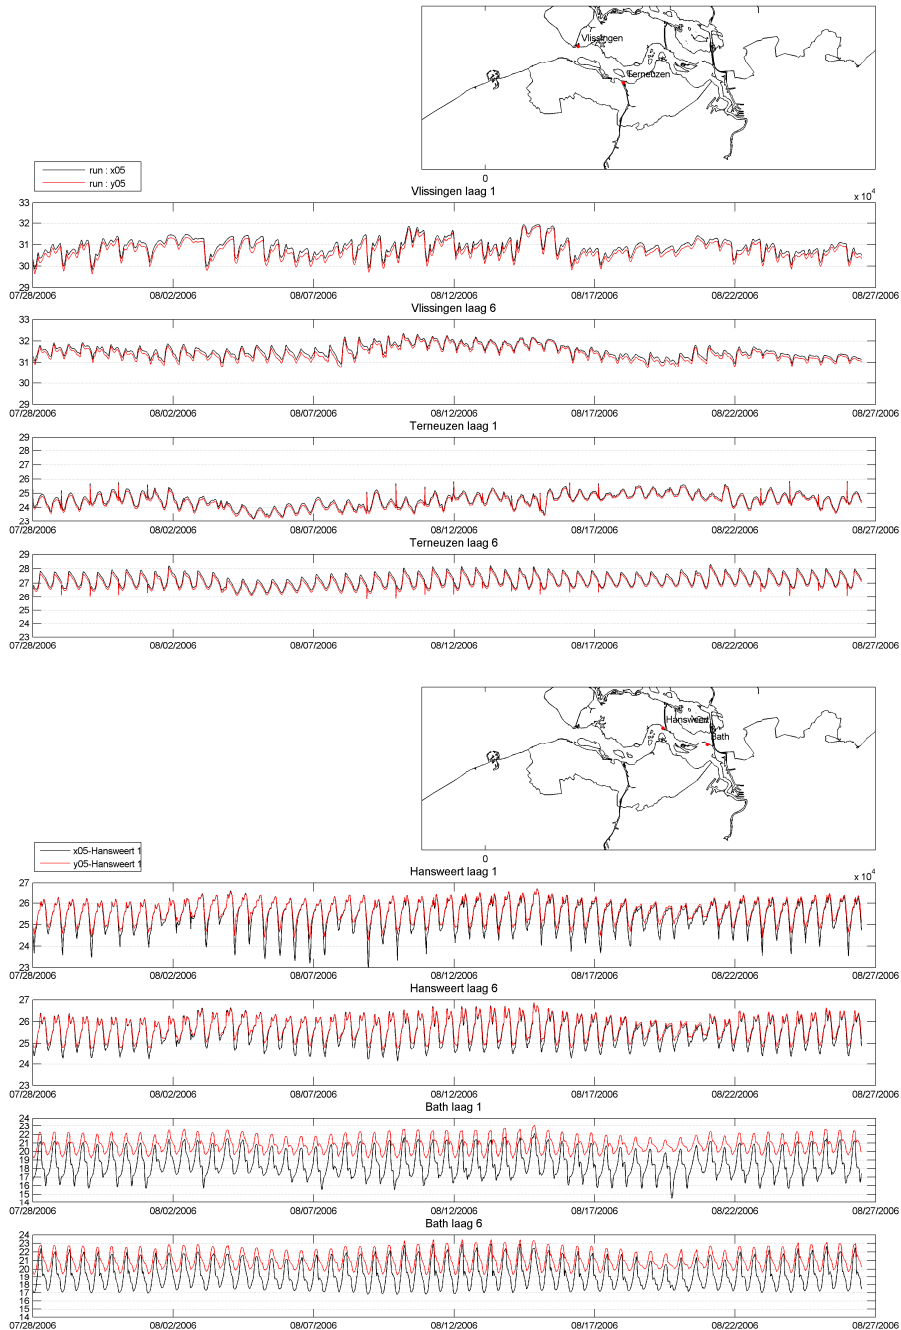 Vlissingen
Terneuzen
0
run : x05
run : y05
Vlissingen laag 1
x 10^4
33
32
31
30
29
07/28/2006 08/02/2006 08/07/2006 08/12/2006 08/17/2006 08/22/2006 08/27/2006
Vlissingen laag 6
33
32
31
30
29
07/28/2006 08/02/2006 08/07/2006 08/12/2006 08/17/2006 08/22/2006 08/27/2006
Terneuzen laag 1
29
28
27
26
25
24
23
07/28/2006 08/02/2006 08/07/2006 08/12/2006 08/17/2006 08/22/2006 08/27/2006
Terneuzen laag 6
29
28
27
26
25
24
23
07/28/2006 08/02/2006 08/07/2006 08/12/2006 08/17/2006 08/22/2006 08/27/2006
Hansweert
Bath
0
x05-Hansweert 1
y05-Hansweert 1
Hansweert laag 1
x 10^4
27
26
25
24
23
07/28/2006 08/02/2006 08/07/2006 08/12/2006 08/17/2006 08/22/2006 08/27/2006
Hansweert laag 6
27
26
25
24
23
07/28/2006 08/02/2006 08/07/2006 08/12/2006 08/17/2006 08/22/2006 08/27/2006
Bath laag 1
24
23
22
21
20
19
18
17
16
15
14
07/28/2006 08/02/2006 08/07/2006 08/12/2006 08/17/2006 08/22/2006 08/27/2006
Bath laag 6
24
23
22
21
20
19
18
17
16
15
14
07/28/2006 08/02/2006 08/07/2006 08/12/2006 08/17/2006 08/22/2006 08/27/2006